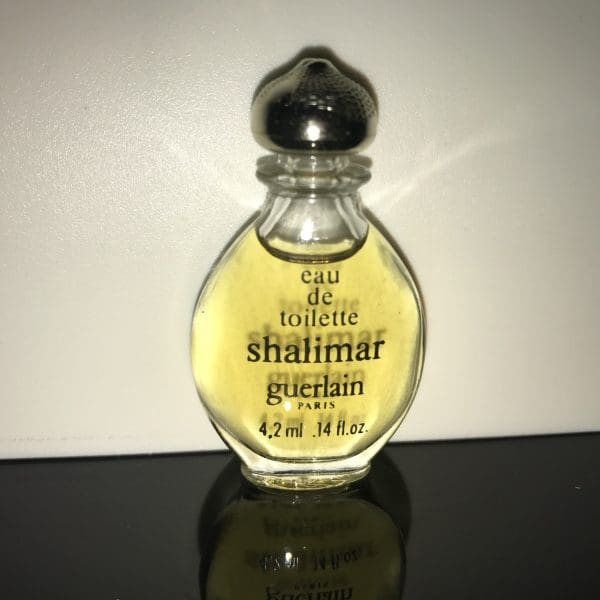 eau
de
toilette
shalimar
guerlain
PARIS
4,2 ml .14 fl.oz.